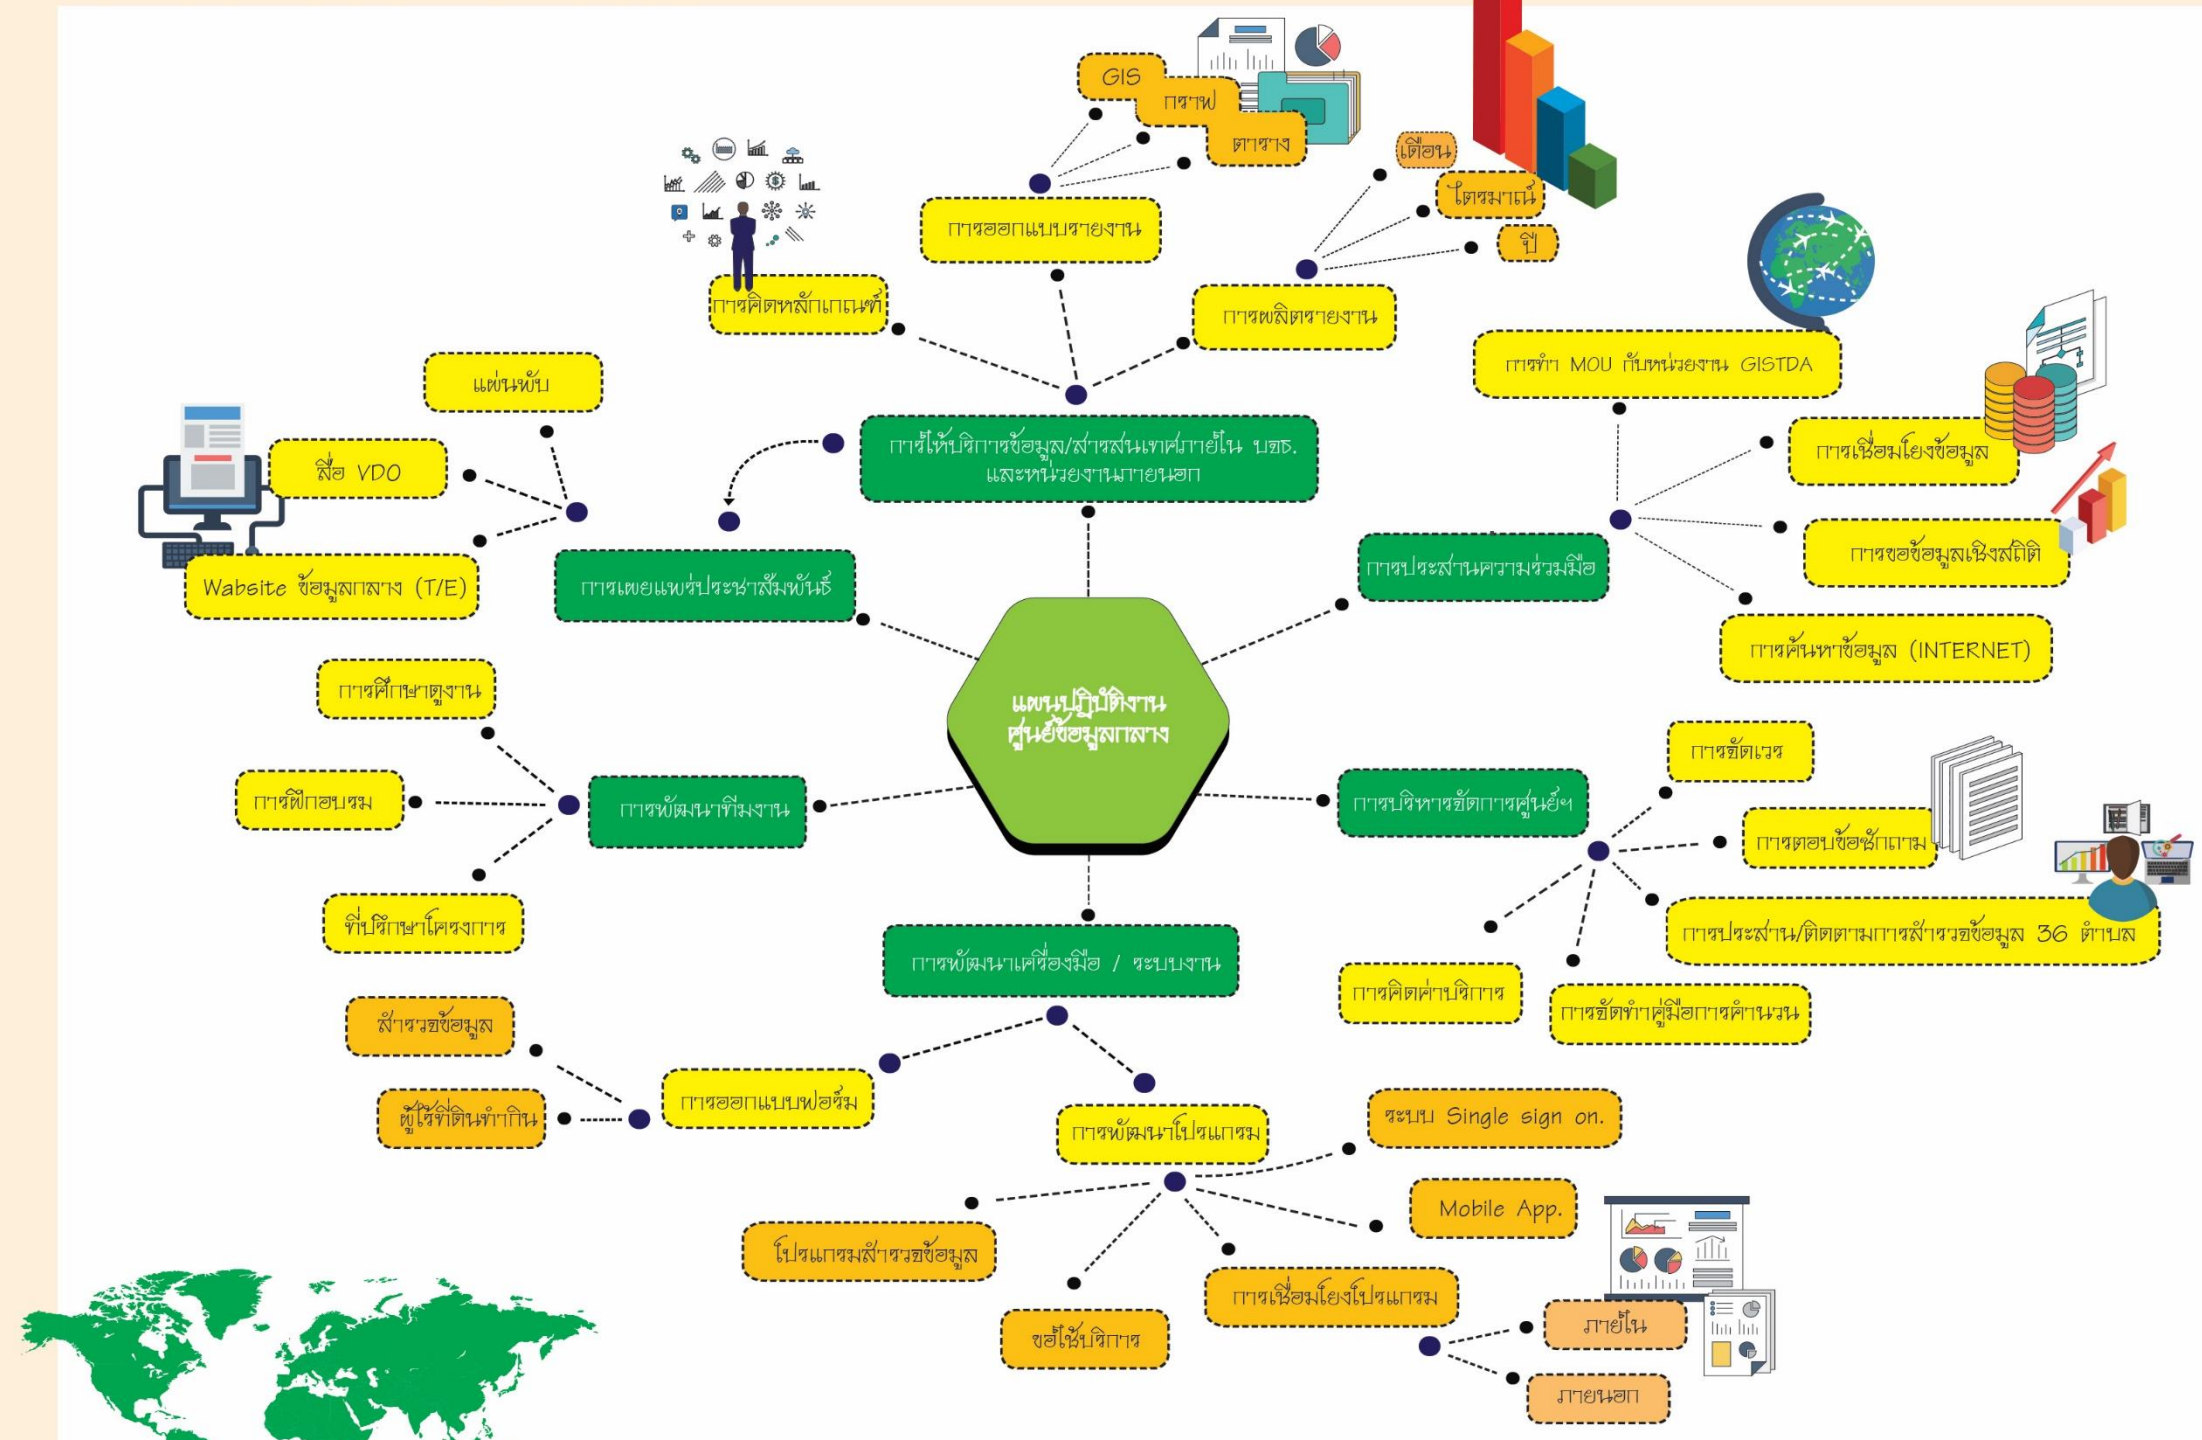 GIS
กราฟ
ตาราง
เดือน
ไตรมาณ์
ปี
การออกแบบรายงาน
การคิดหลักเกณฑ์
การผลิตรายงาน
การทำ MOU กับหน่วยงาน GISTDA
แผ่นพับ
การให้บริการข้อมูล/สารสนเทศภายใน บจธ.
และหน่วยงานภายนอก
การเชื่อมโยงข้อมูล
สื่อ VDO
การขอข้อมูลเชิงสถิติ
การประสานความร่วมมือ
Wabsite ข้อมูลกลาง (T/E)
การเผยแพร่ประชาสัมพันธ์
การค้นหาข้อมูล (INTERNET)
การศึกษาดูงาน
แผนปฏิบัติงาน
ศูนย์ข้อมูลกลาง
การจัดเวร
การฝึกอบรม
การพัฒนาทีมงาน
การบริหารจัดการศูนย์ฯ
การตอบข้อซักถาม
ที่ปรึกษาโครงการ
การประสาน/ติดตามการสำรวจข้อมูล 36 ตำบล
การพัฒนาเครื่องมือ / ระบบงาน
การคิดค่าบริการ
การจัดทำคู่มือการคำนวน
สำรวจข้อมูล
การออกแบบฟอร์ม
ผู้ไร้ที่ดินทำกิน
การพัฒนาโปรแกรม
ระบบ Single sign on.
Mobile App.
โปรแกรมสำรวจข้อมูล
การเชื่อมโยงโปรแกรม
ขอใช้บริการ
ภายใน
ภายนอก